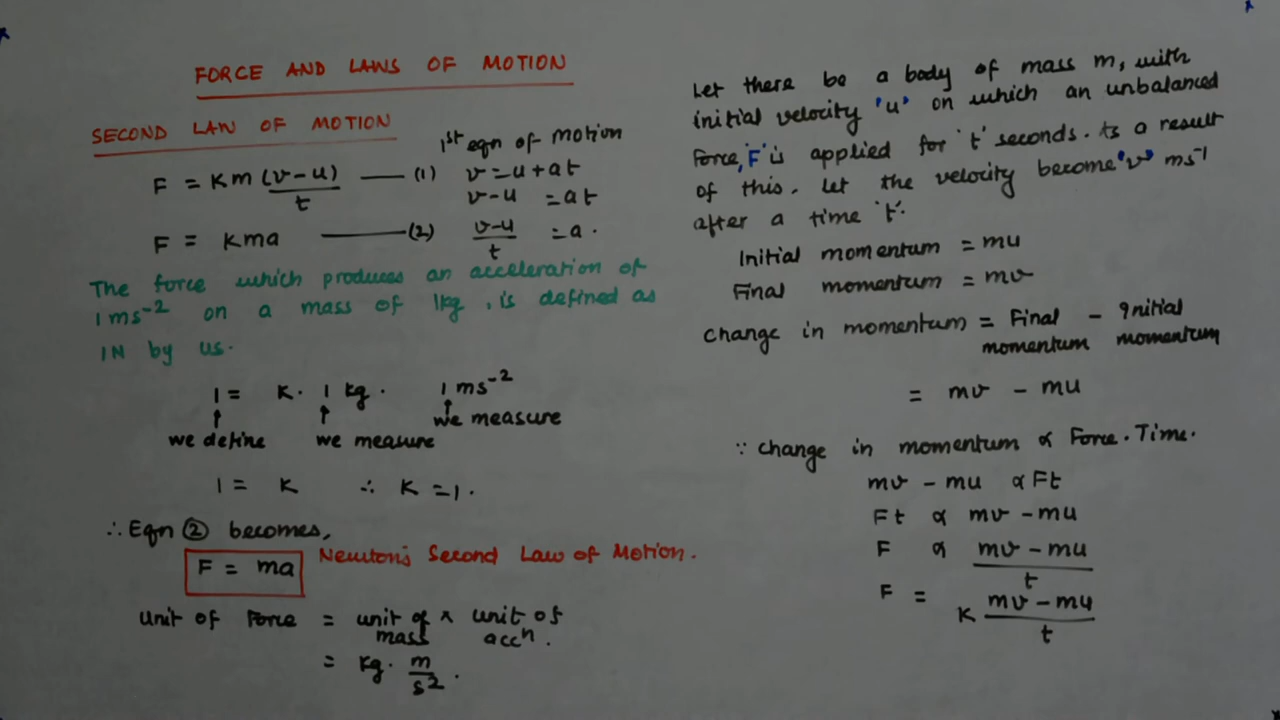 FORCE AND LAWS OF MOTION
SECOND LAW OF MOTION
F = Km (v-u)/t —— (1)
F = Kma —— (2)
1st eqn of motion
v = u + at
v-u = at
v-u/t = a.
The force which produces an acceleration of
1 ms⁻² on a mass of 1kg, is defined as
1N by us.
1 = K. 1 kg. 1 ms⁻²
↑ ↑ ↑
we define we measure we measure
1 = K ∴ K = 1.
∴ Eqn ② becomes,
F = ma Newton's Second Law of Motion.
Unit of Force = unit of mass x unit of accⁿ.
= kg. m/s².
Let there be a body of mass m, with
initial velocity 'u' on which an unbalanced
Force, 'F' is applied for 't' seconds. As a result
of this. Let the velocity become 'v' ms⁻¹
after a time 't'.
Initial momentum = mu
Final momentum = mv
Change in momentum = Final momentum - Initial momentum
= mv - mu
∵ change in momentum ∝ Force. Time.
mv - mu ∝ Ft
Ft ∝ mv - mu
F ∝ mv - mu/t
F = K mv - mu/t